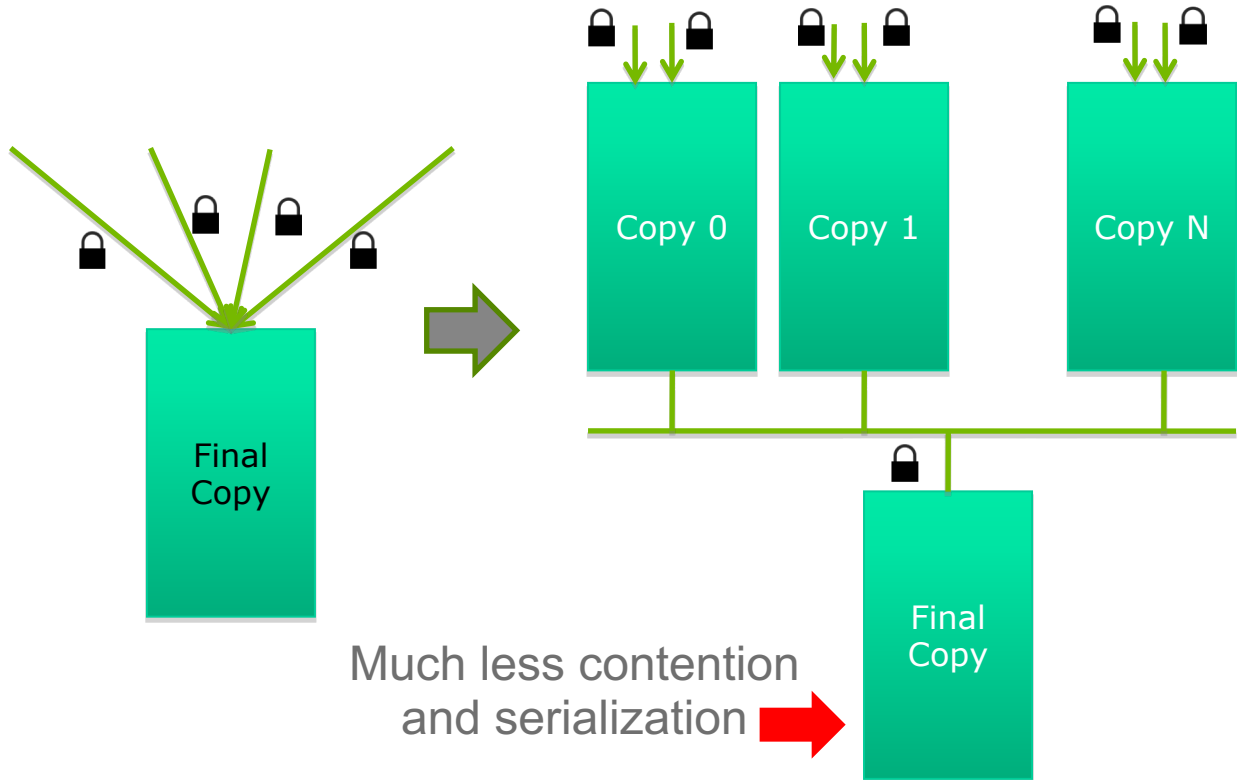 Copy 0
Copy 1
Copy N
Final
Copy
Final
Copy
Much less contention
and serialization